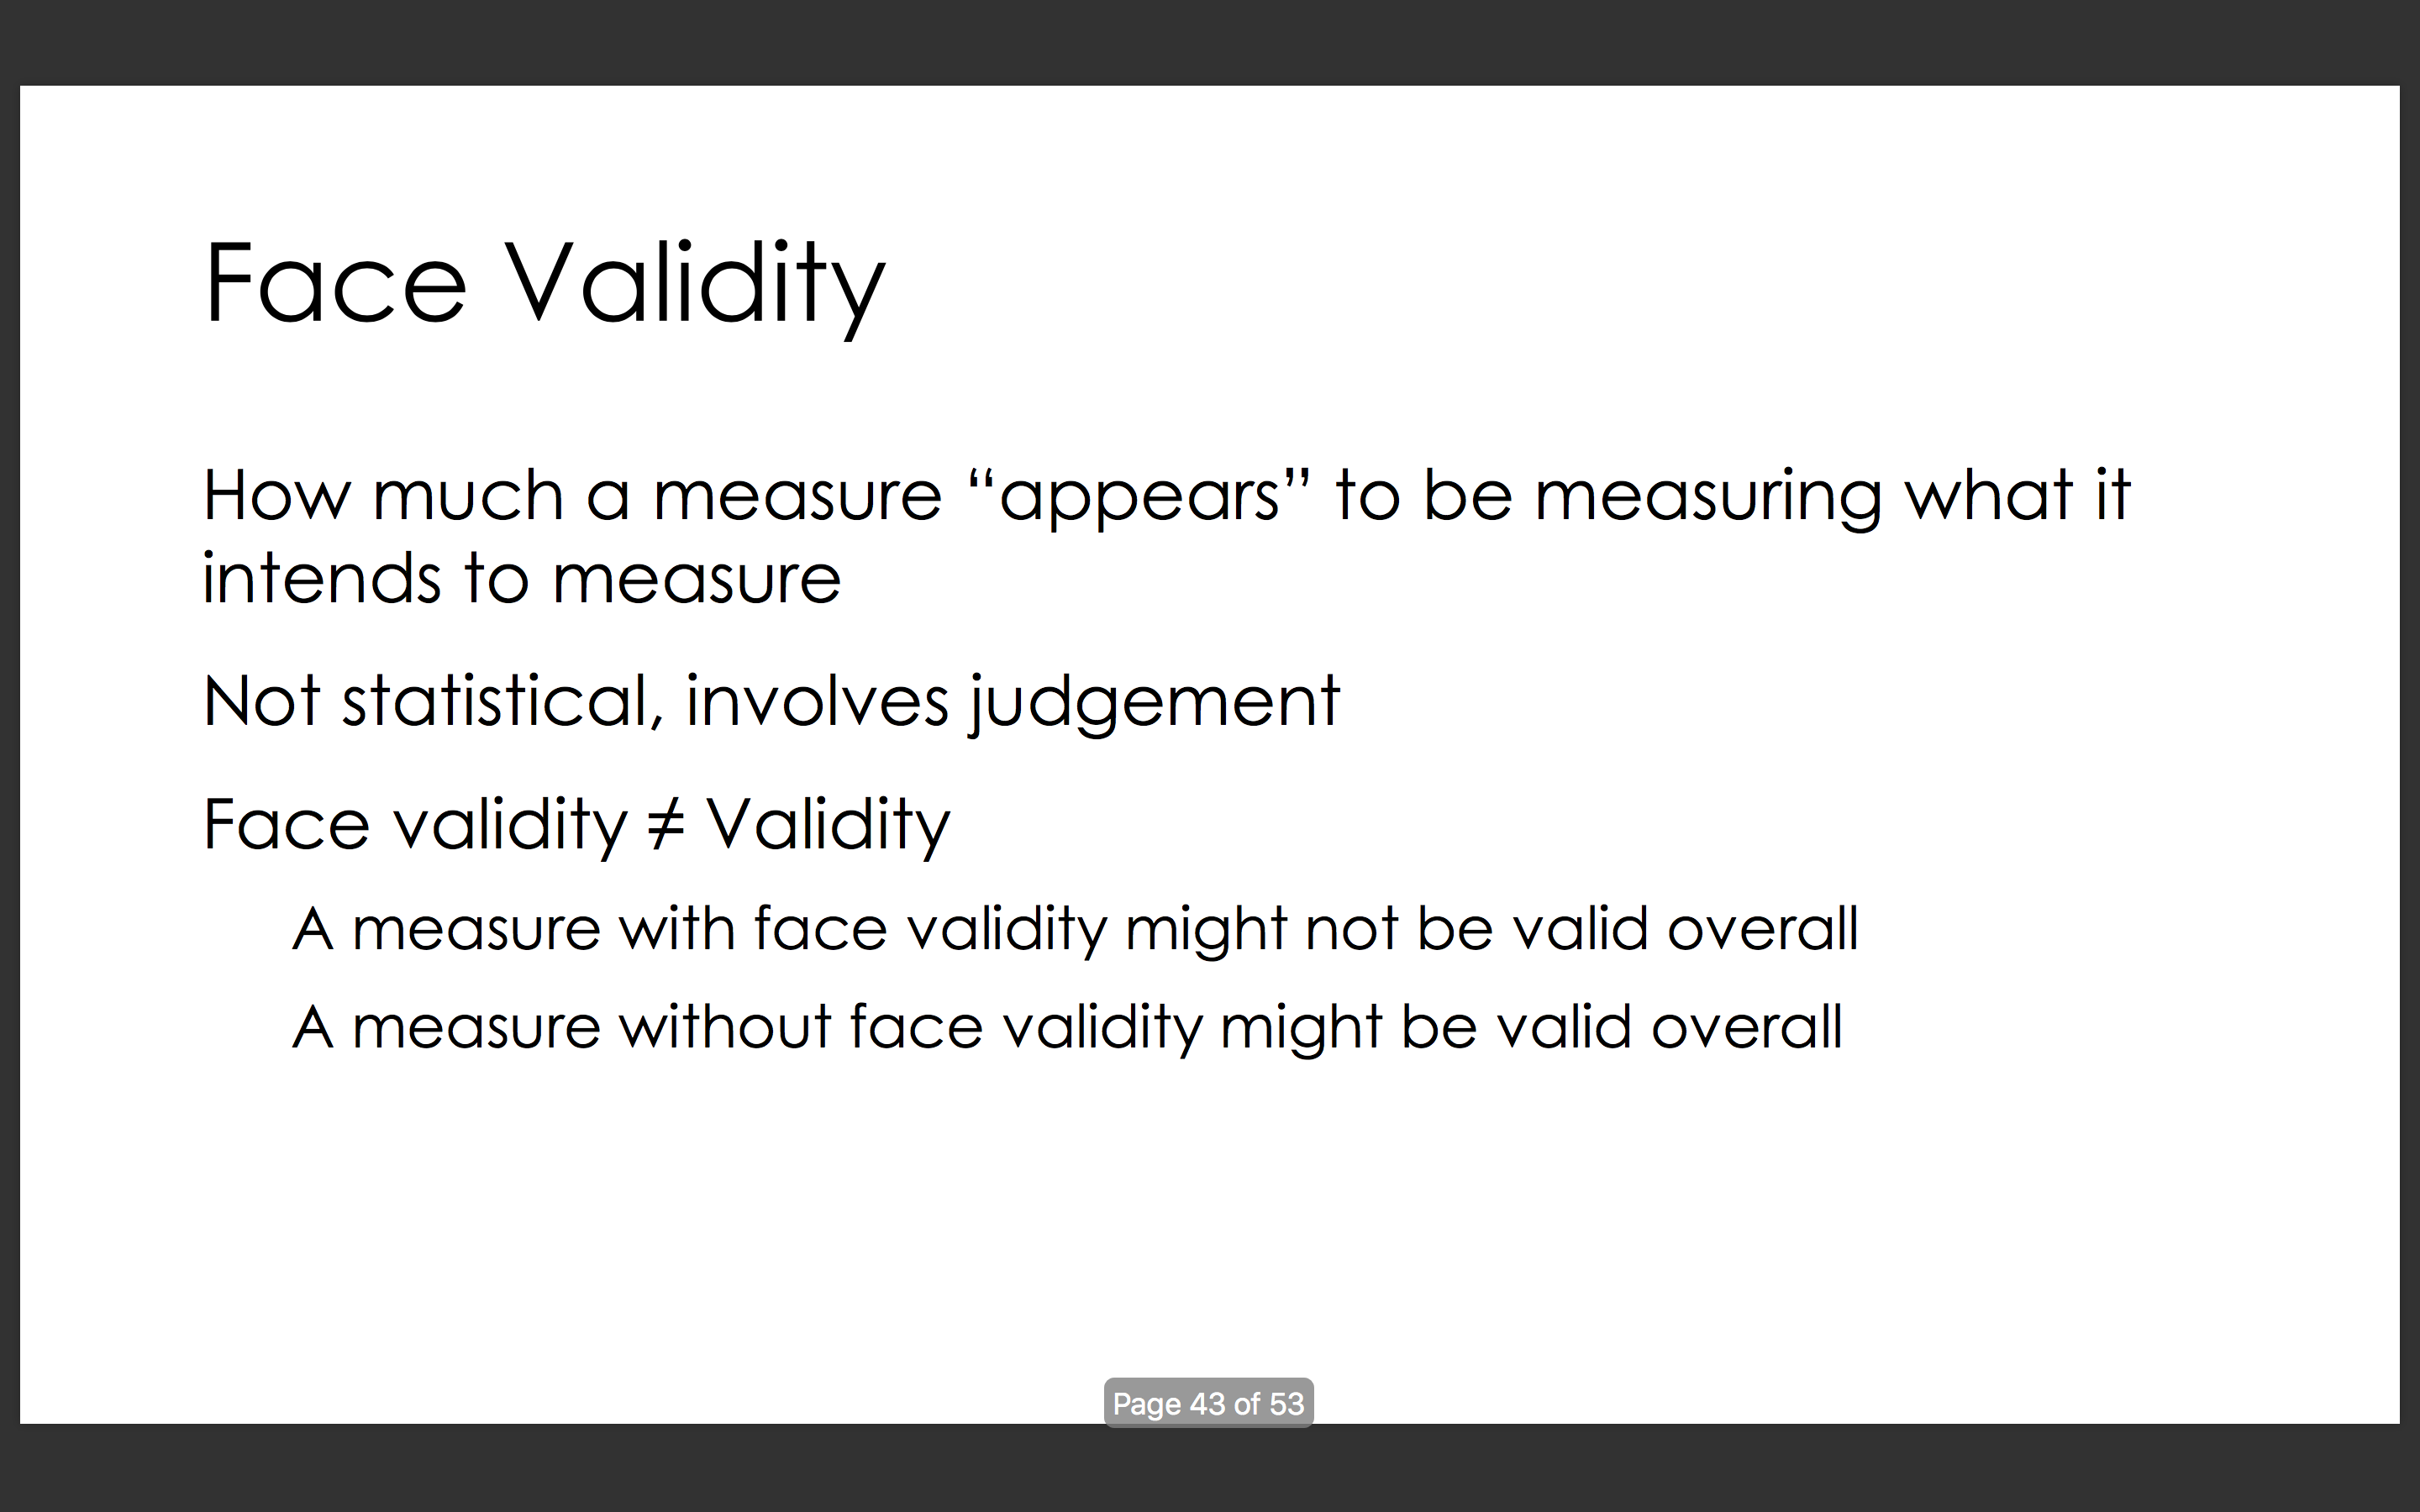 Face Validity
How much a measure “appears” to be measuring what it
intends to measure
Not statistical, involves judgement
Face validity ≠ Validity
A measure with face validity might not be valid overall
A measure without face validity might be valid overall
Page 43 of 53